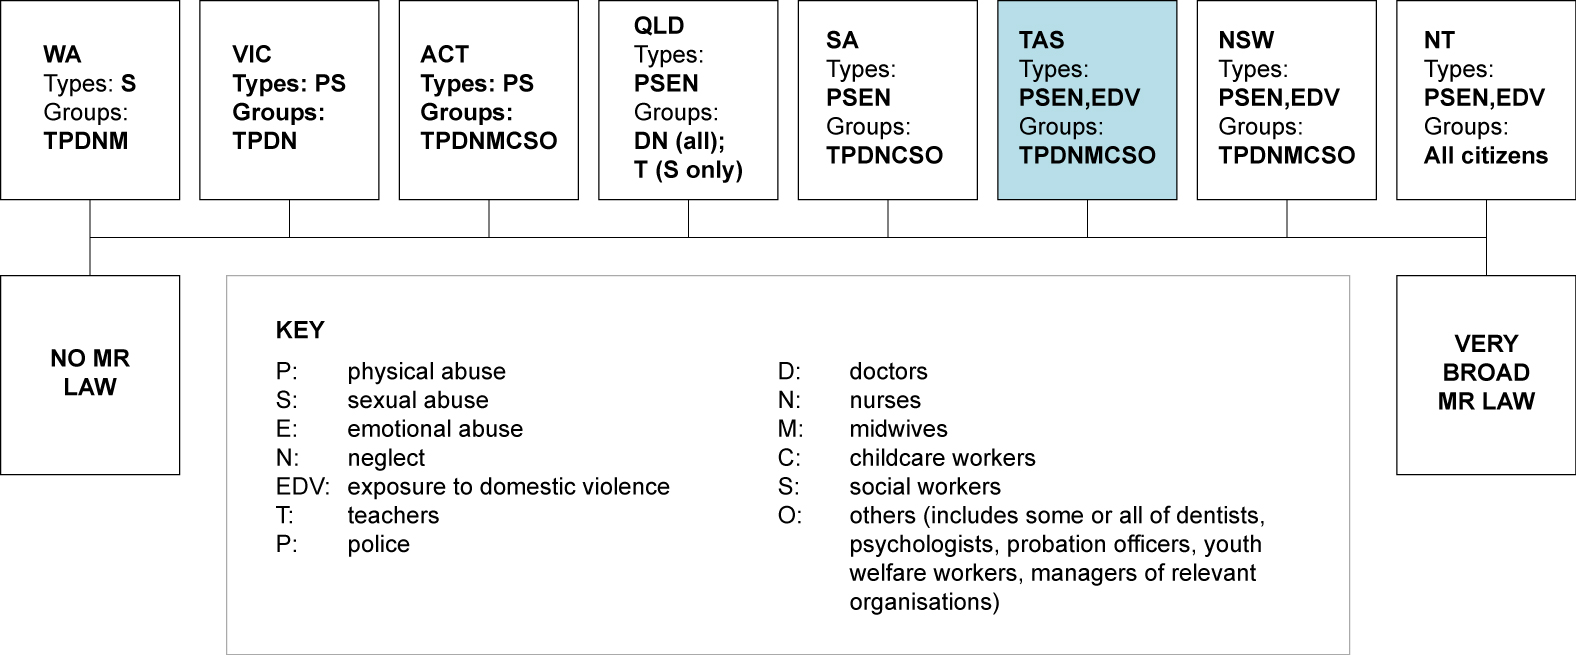 WA
Types: S
Groups:
TPDNM
VIC
Types: PS
Groups:
TPDN
ACT
Types: PS
Groups:
TPDNMCSO
QLD
Types:
PSEN
Groups:
DN (all);
T (S only)
SA
Types:
PSEN
Groups:
TPDNCSO
TAS
Types:
PSEN,EDV
Groups:
TPDNMCSO
NSW
Types:
PSEN,EDV
Groups:
TPDNMCSO
NT
Types:
PSEN,EDV
Groups:
All citizens
NO MR
LAW
KEY
P: physical abuse
S: sexual abuse
E: emotional abuse
N: neglect
EDV: exposure to domestic violence
T: teachers
P: police
D: doctors
N: nurses
M: midwives
C: childcare workers
S: social workers
O: others (includes some or all of dentists,
psychologists, probation officers, youth
welfare workers, managers of relevant
organisations)
VERY
BROAD
MR LAW